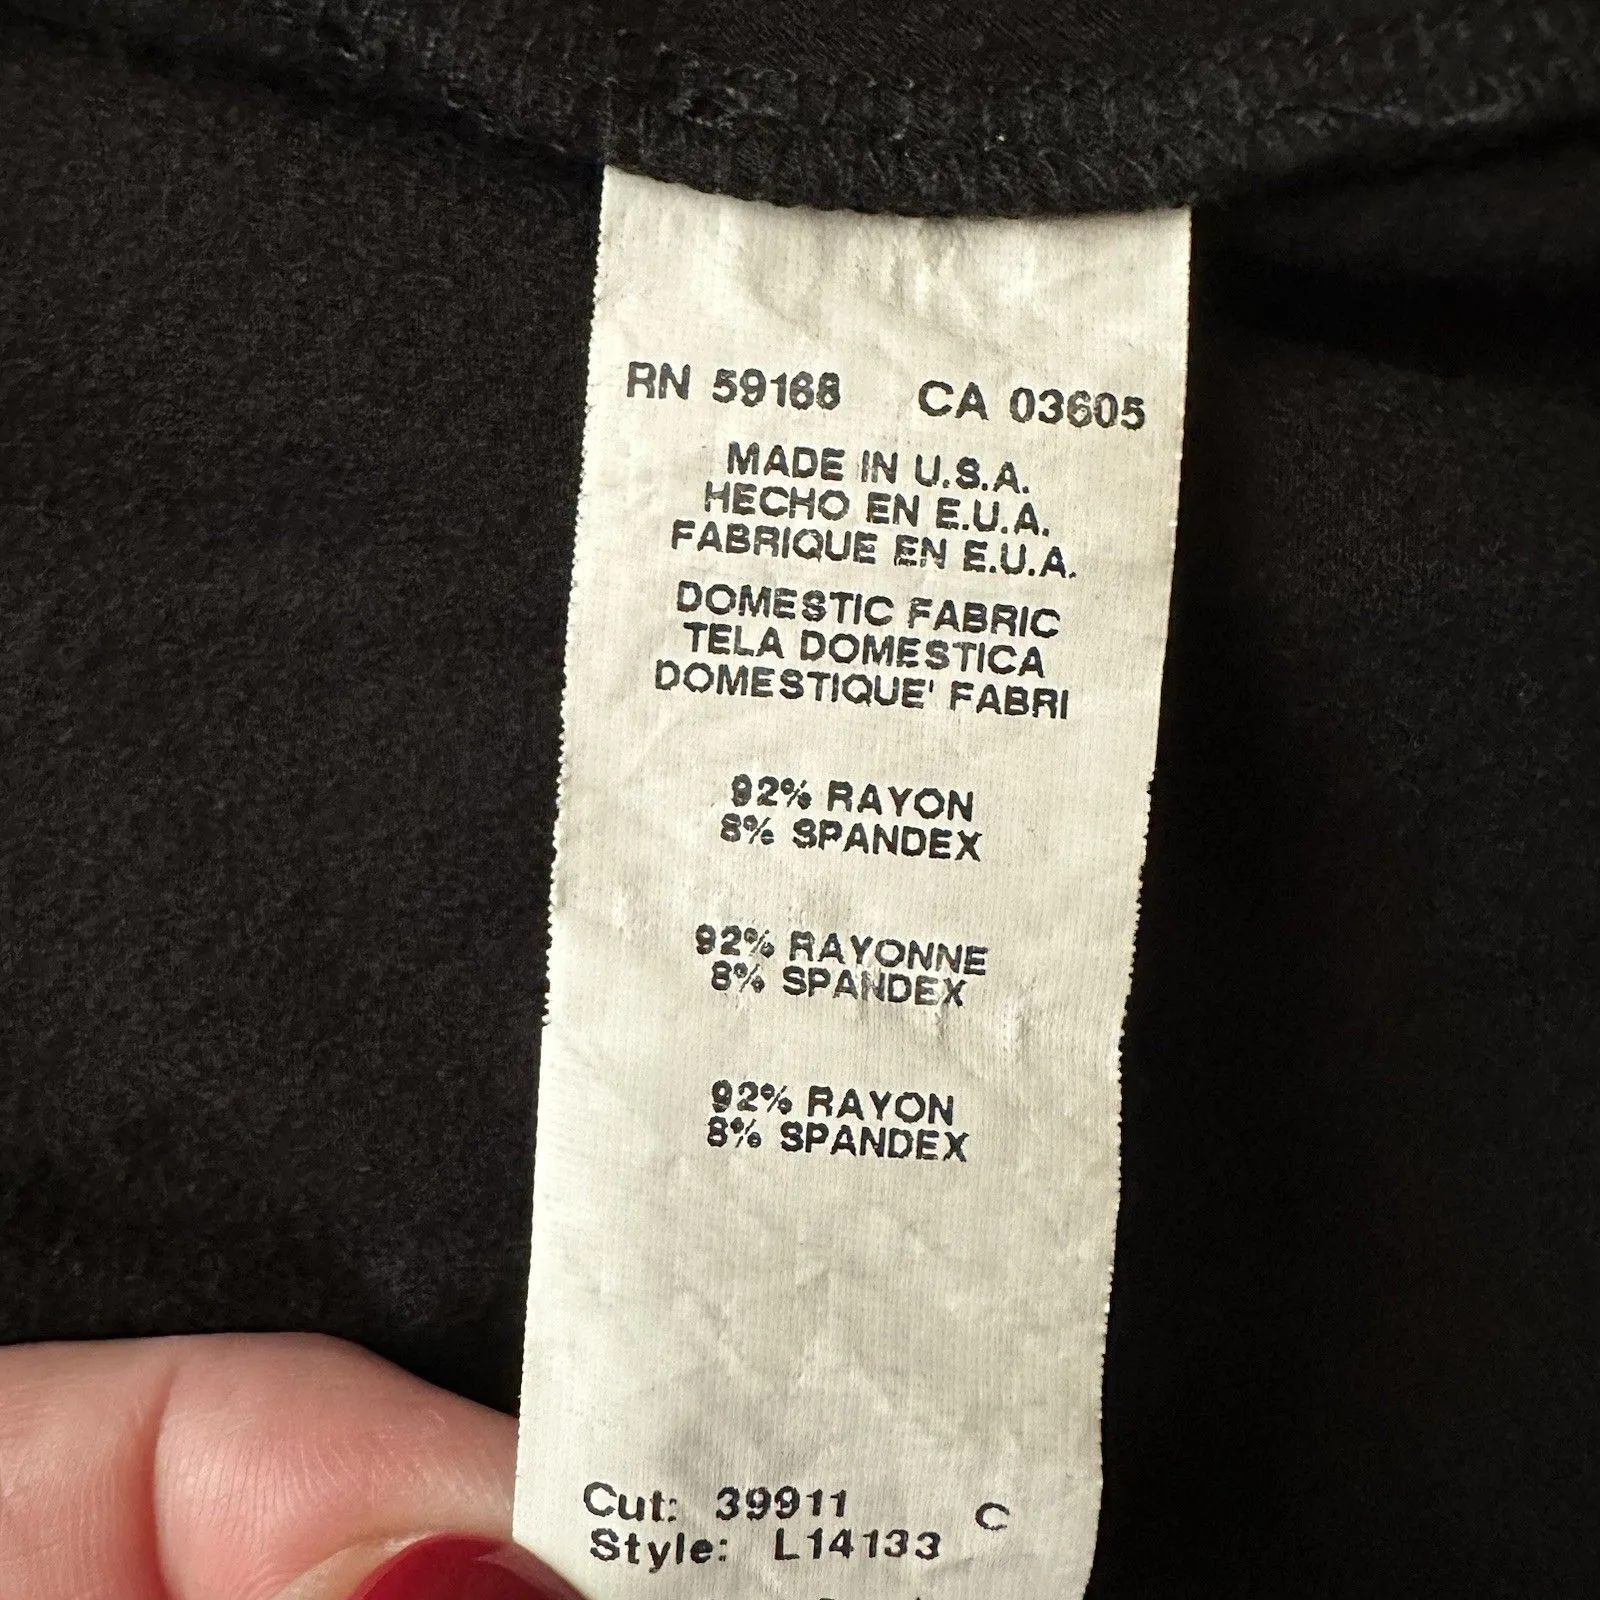 RN 59168 CA 03605
MADE IN U.S.A.
HECHO EN E.U.A.
FABRIQUE EN E.U.A.
DOMESTIC FABRIC
TELA DOMESTICA
DOMESTIQUE' FABRI
92% RAYON
8% SPANDEX
92% RAYONNE
8% SPANDEX
92% RAYON
8% SPANDEX
Cut: 39911 C
Style: L14133